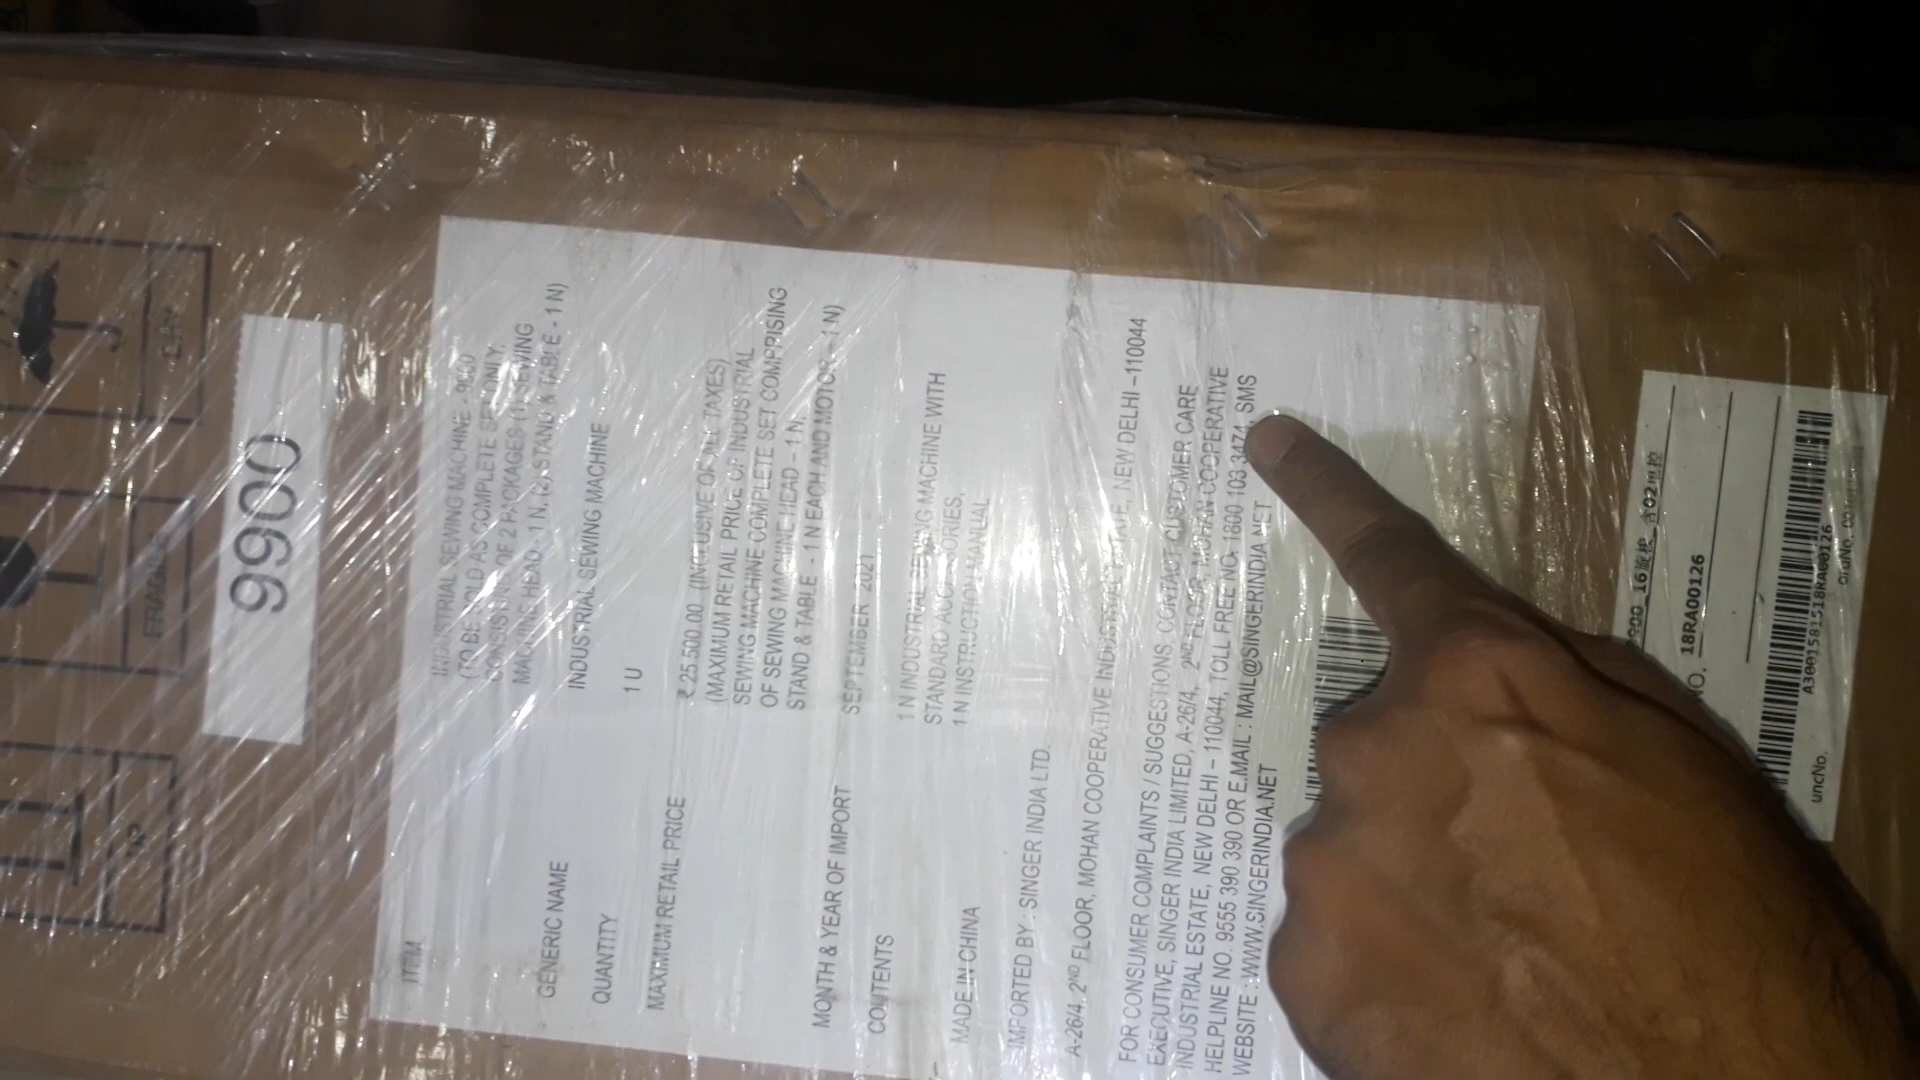 DRY
FRAGILE
UP
9900
ITEM
INDUSTRIAL SEWING MACHINE - 9900
(TO BE SOLD AS COMPLETE SET ONLY.
CONSISTING OF 2 PACKAGES (1) SEWING
MACHINE HEAD - 1 N, (2) STAND & TABLE - 1 N)
GENERIC NAME INDUSTRIAL SEWING MACHINE
QUANTITY 1 U
MAXIMUM RETAIL PRICE ₹ 25,500.00 (INCLUSIVE OF ALL TAXES)
(MAXIMUM RETAIL PRICE OF INDUSTRIAL
SEWING MACHINE COMPLETE SET COMPRISING
OF SEWING MACHINE HEAD - 1 N,
STAND & TABLE - 1 N EACH AND MOTOR - 1 N)
MONTH & YEAR OF IMPORT SEPTEMBER 2021
CONTENTS 1 N INDUSTRIAL SEWING MACHINE WITH
STANDARD ACCESSORIES,
1 N INSTRUCTION MANUAL
MADE IN CHINA
IMPORTED BY : SINGER INDIA LTD.
A-26/4, 2ND FLOOR, MOHAN COOPERATIVE INDUSTRIAL ESTATE, NEW DELHI –110044
FOR CONSUMER COMPLAINTS / SUGGESTIONS, CONTACT CUSTOMER CARE
EXECUTIVE, SINGER INDIA LIMITED, A-26/4, 2ND FLOOR, MOHAN COOPERATIVE
INDUSTRIAL ESTATE, NEW DELHI – 110044, TOLL FREE NO. 1800 103 3474, SMS
HELPLINE NO. 9555 390 390 OR E.MAIL : MAIL@SINGERINDIA.NET
WEBSITE : WWW.SINGERINDIA.NET
NO. 18RA00126
A3001581518RA00126
uncNo. OrdNo.